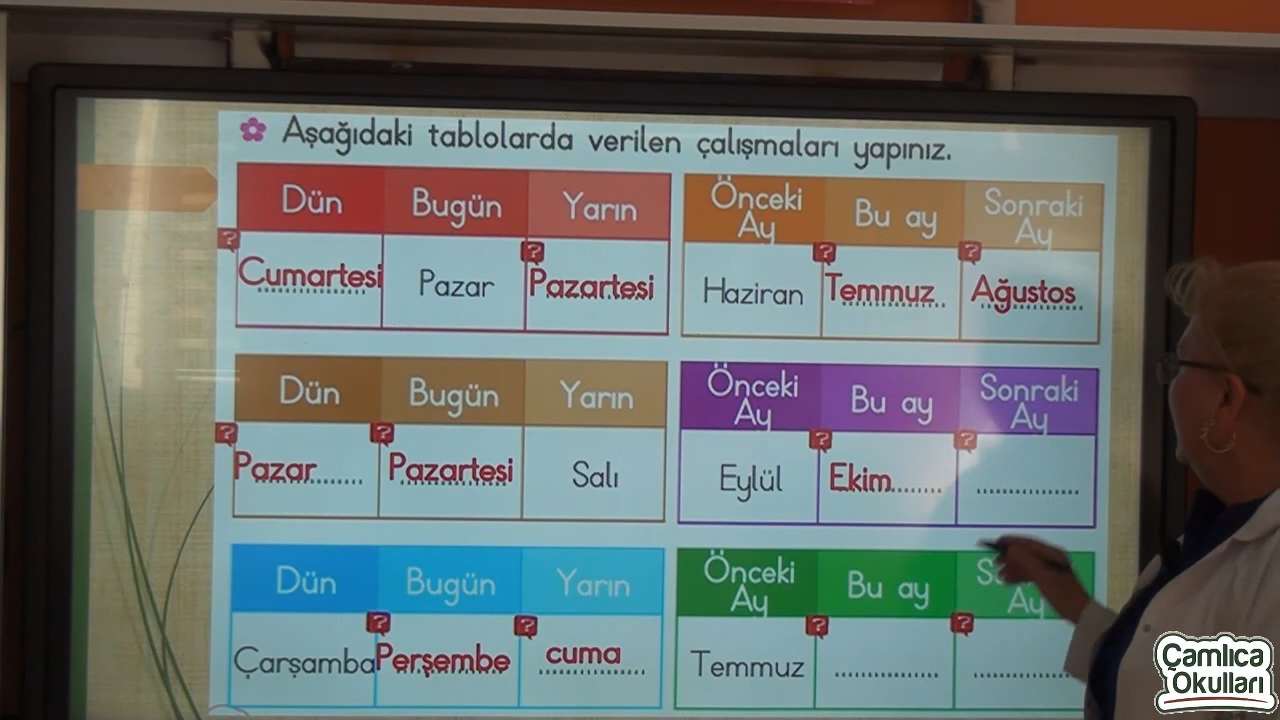 Aşağıdaki tablolarda verilen çalışmaları yapınız.
Dün Bugün Yarın
Cumartesi Pazar Pazartesi
Önceki Ay Bu ay Sonraki Ay
Haziran Temmuz Ağustos
Dün Bugün Yarın
Pazar Pazartesi Salı
Önceki Ay Bu ay Sonraki Ay
Eylül Ekim
Dün Bugün Yarın
Çarşamba Perşembe cuma
Önceki Ay Bu ay Ay
Temmuz
Çamlıca
Okulları